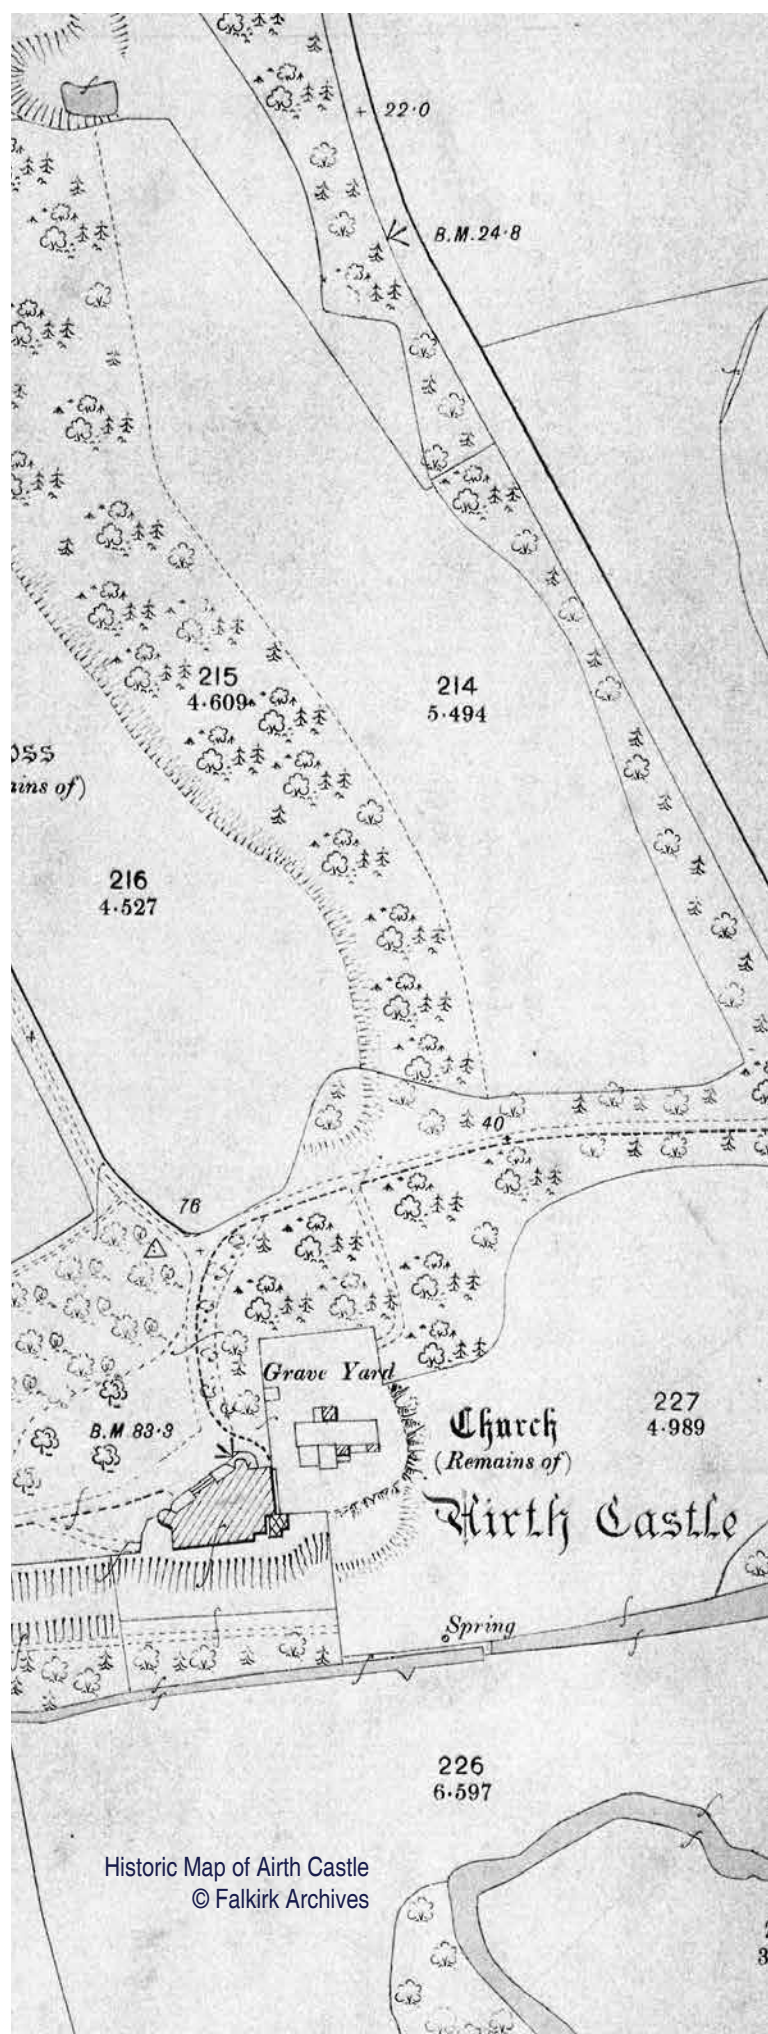 22·0
B.M.24·8
215
4·609
214
5·494
ains of)
216
4·527
40
76
Grave Yard
B.M 83·9
Church
(Remains of)
227
4·989
Airth Castle
Spring
226
6·597
Historic Map of Airth Castle
© Falkirk Archives